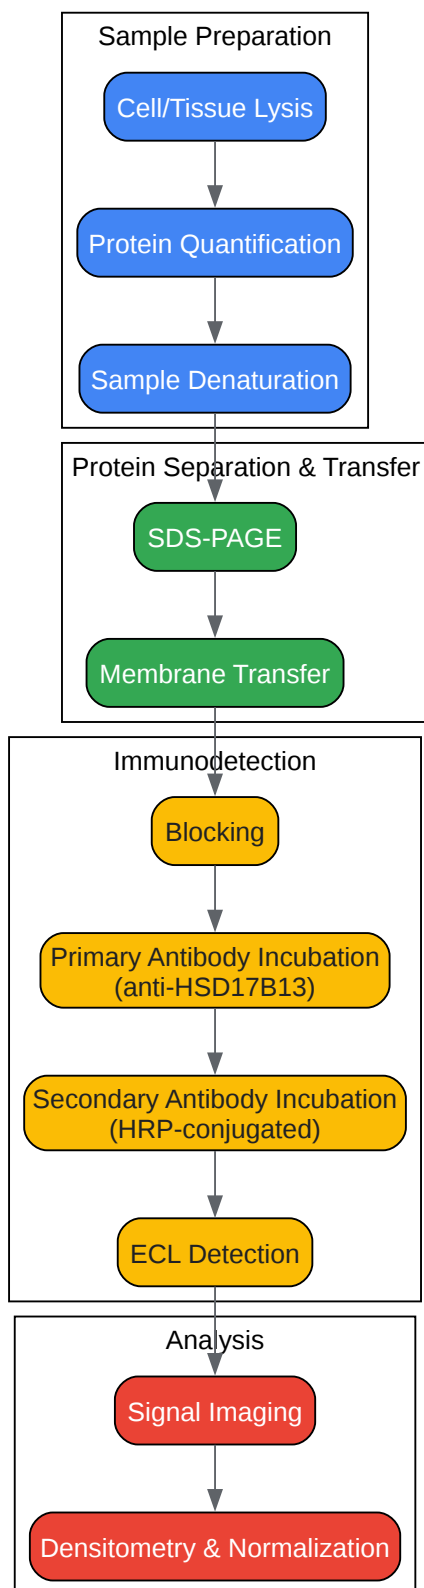 Sample Preparation
Cell/Tissue Lysis
Protein Quantification
Sample Denaturation
Protein Separation & Transfer
SDS-PAGE
Membrane Transfer
Immunodetection
Blocking
Primary Antibody Incubation
(anti-HSD17B13)
Secondary Antibody Incubation
(HRP-conjugated)
ECL Detection
Analysis
Signal Imaging
Densitometry & Normalization